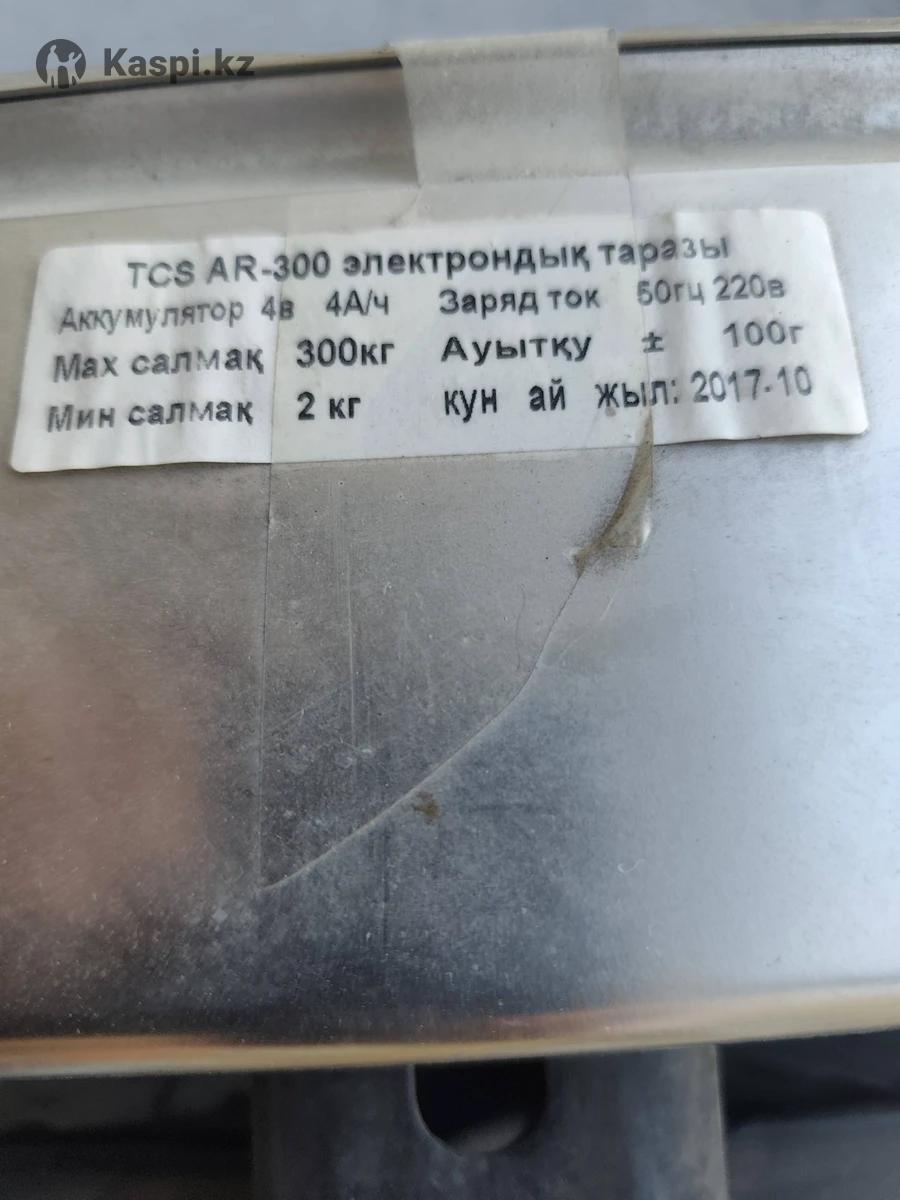 Kaspi.kz
TCS AR-300 электрондық таразы
Аккумулятор 4в 4А/ч Заряд ток 50гц 220в
Мах салмақ 300кг Ауытқу ± 100г
Мин салмақ 2 кг күн ай жыл: 2017-10